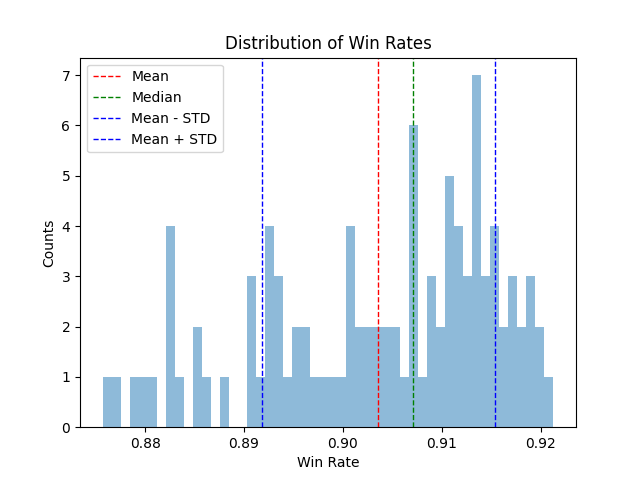 Distribution of Win Rates
Mean
Median
Mean - STD
Mean + STD
7
6
5
4
3
2
1
0
Counts
0.88 0.89 0.90 0.91 0.92
Win Rate